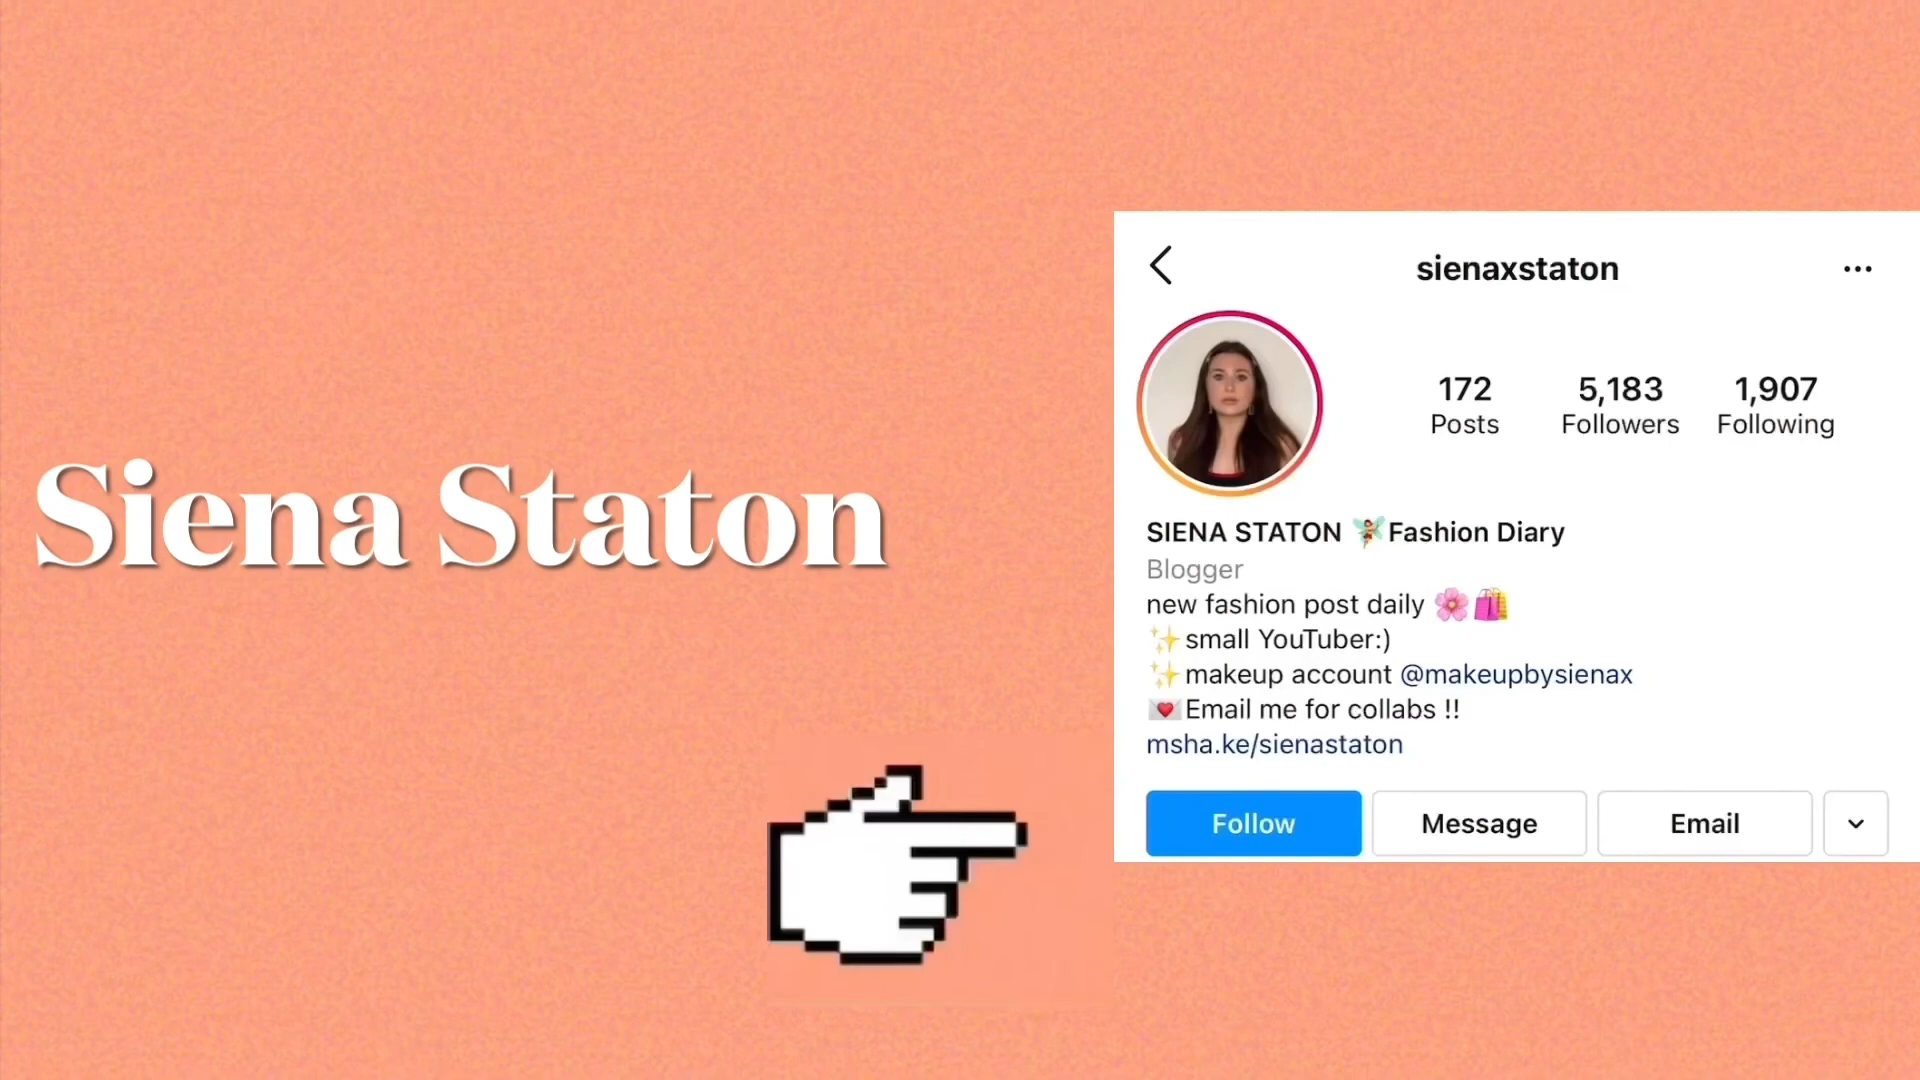 Siena Staton
sienaxstaton
172 5,183 1,907
Posts Followers Following
SIENA STATON 🧚Fashion Diary
Blogger
new fashion post daily 🌸🛍️
✨small YouTuber:)
✨makeup account @makeupbysienax
💌Email me for collabs !!
msha.ke/sienastaton
Follow Message Email